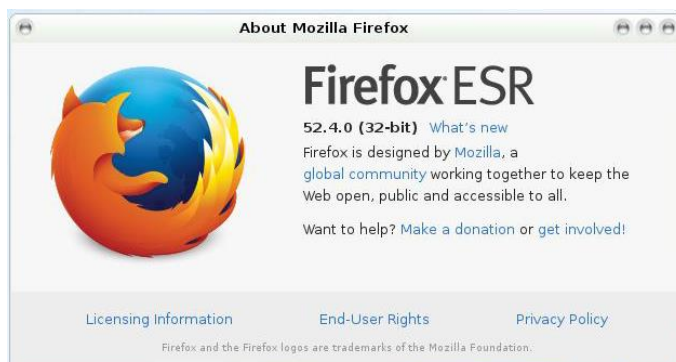 About Mozilla Firefox
Firefox ESR
52.4.0 (32-bit) What's new
Firefox is designed by Mozilla, a
global community working together to keep the
Web open, public and accessible to all.
Want to help? Make a donation or get involved!
Licensing Information End-User Rights Privacy Policy
Firefox and the Firefox logos are trademarks of the Mozilla Foundation.